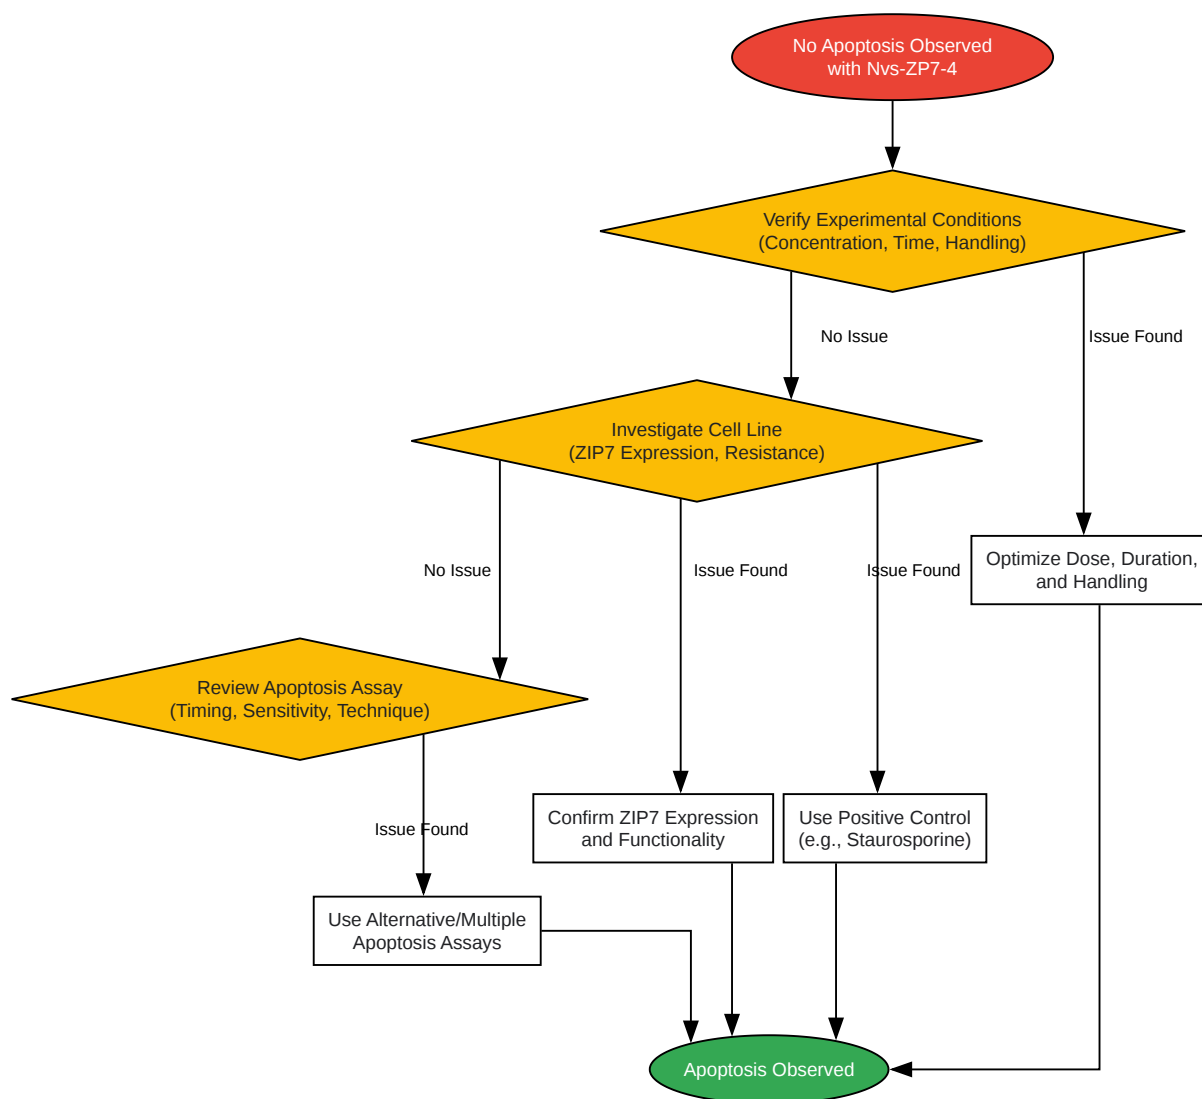 No Apoptosis Observed
with Nvs-ZP7-4
Verify Experimental Conditions
(Concentration, Time, Handling)
No Issue
Issue Found
Investigate Cell Line
(ZIP7 Expression, Resistance)
No Issue
Issue Found
Issue Found
Optimize Dose, Duration,
and Handling
Review Apoptosis Assay
(Timing, Sensitivity, Technique)
Issue Found
Confirm ZIP7 Expression
and Functionality
Use Positive Control
(e.g., Staurosporine)
Use Alternative/Multiple
Apoptosis Assays
Apoptosis Observed